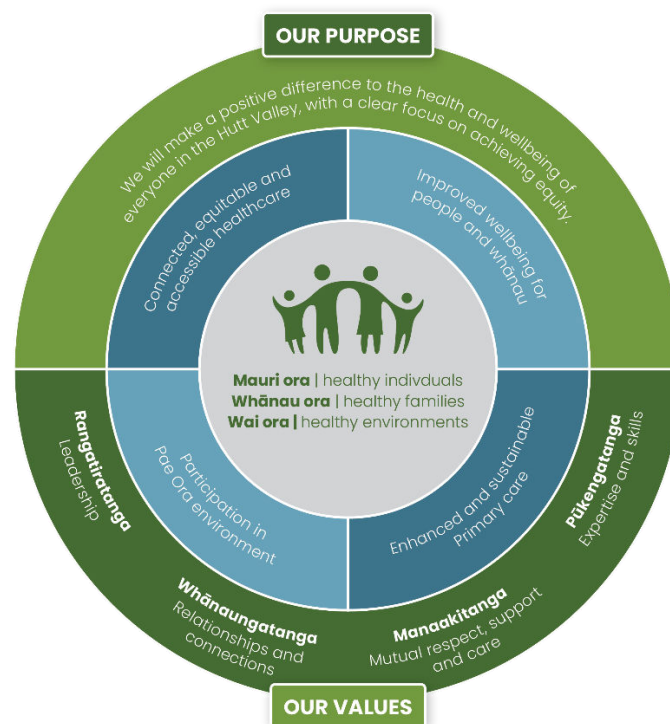 OUR PURPOSE
We will make a positive difference to the health and wellbeing of
everyone in the Hutt Valley, with a clear focus on achieving equity.
Connected, equitable and
accessible healthcare
Improved wellbeing for
people and whānau
Mauri ora | healthy indivduals
Whānau ora | healthy families
Wai ora | healthy environments
Participation in
Pae Ora environment
Enhanced and sustainable
Primary care
Rangatiratanga
Leadership
Whānaungatanga
Relationships and
connections
Manaakitanga
Mutual respect, support
and care
Pūkengatanga
Expertise and skills
OUR VALUES